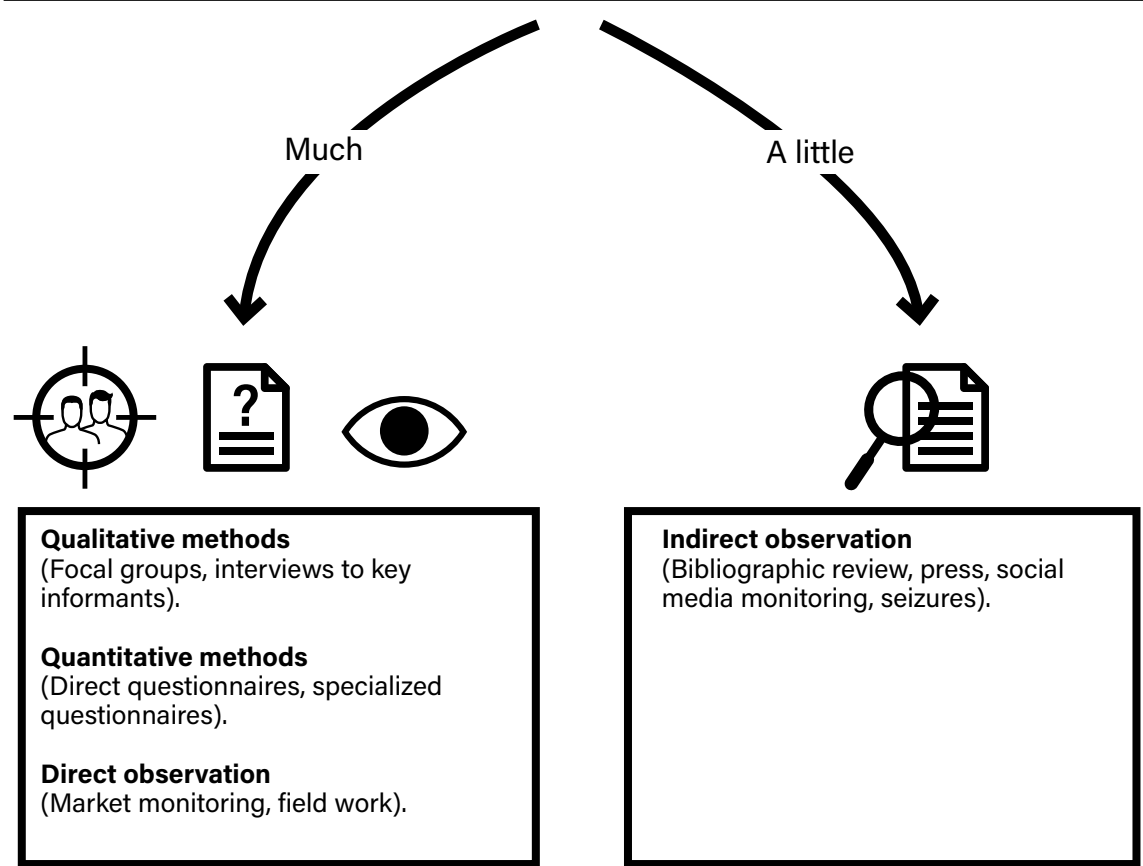 Much
A little
?
Qualitative methods
(Focal groups, interviews to key
informants).
Quantitative methods
(Direct questionnaires, specialized
questionnaires).
Direct observation
(Market monitoring, field work).
Indirect observation
(Bibliographic review, press, social
media monitoring, seizures).